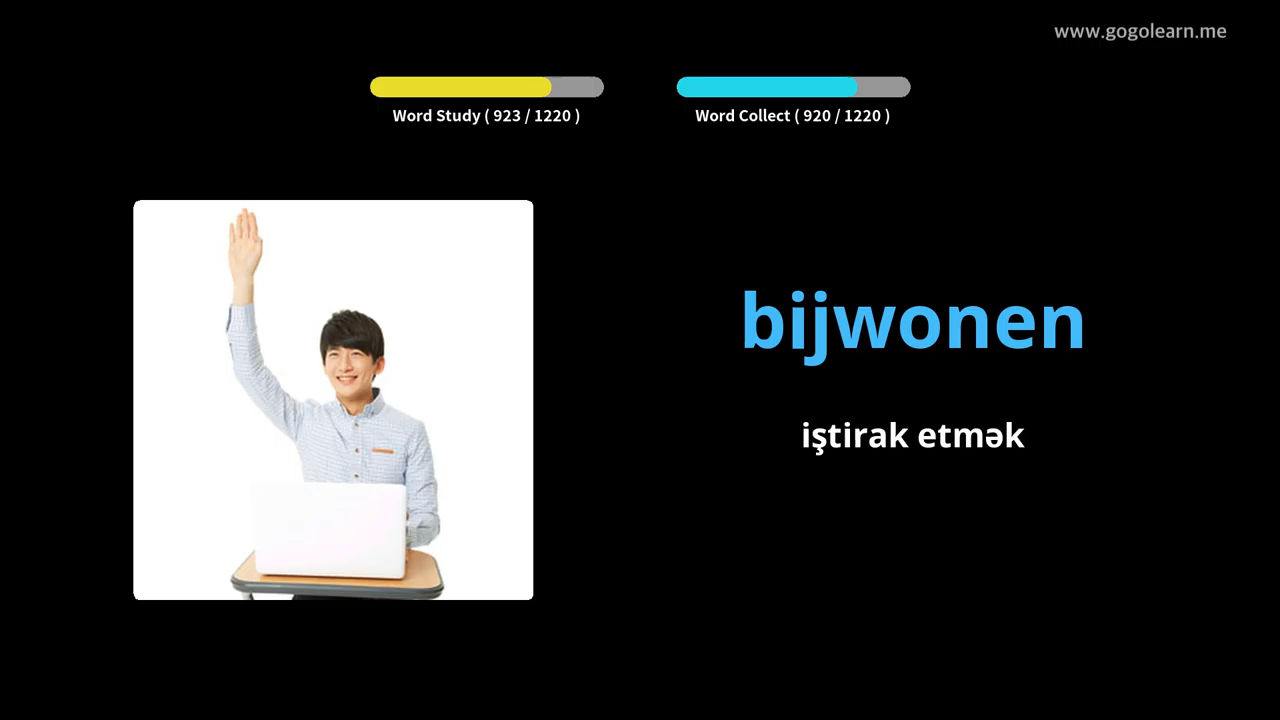 www.gogolearn.me
Word Study ( 923 / 1220 )
Word Collect ( 920 / 1220 )
bijwonen
iştirak etmək